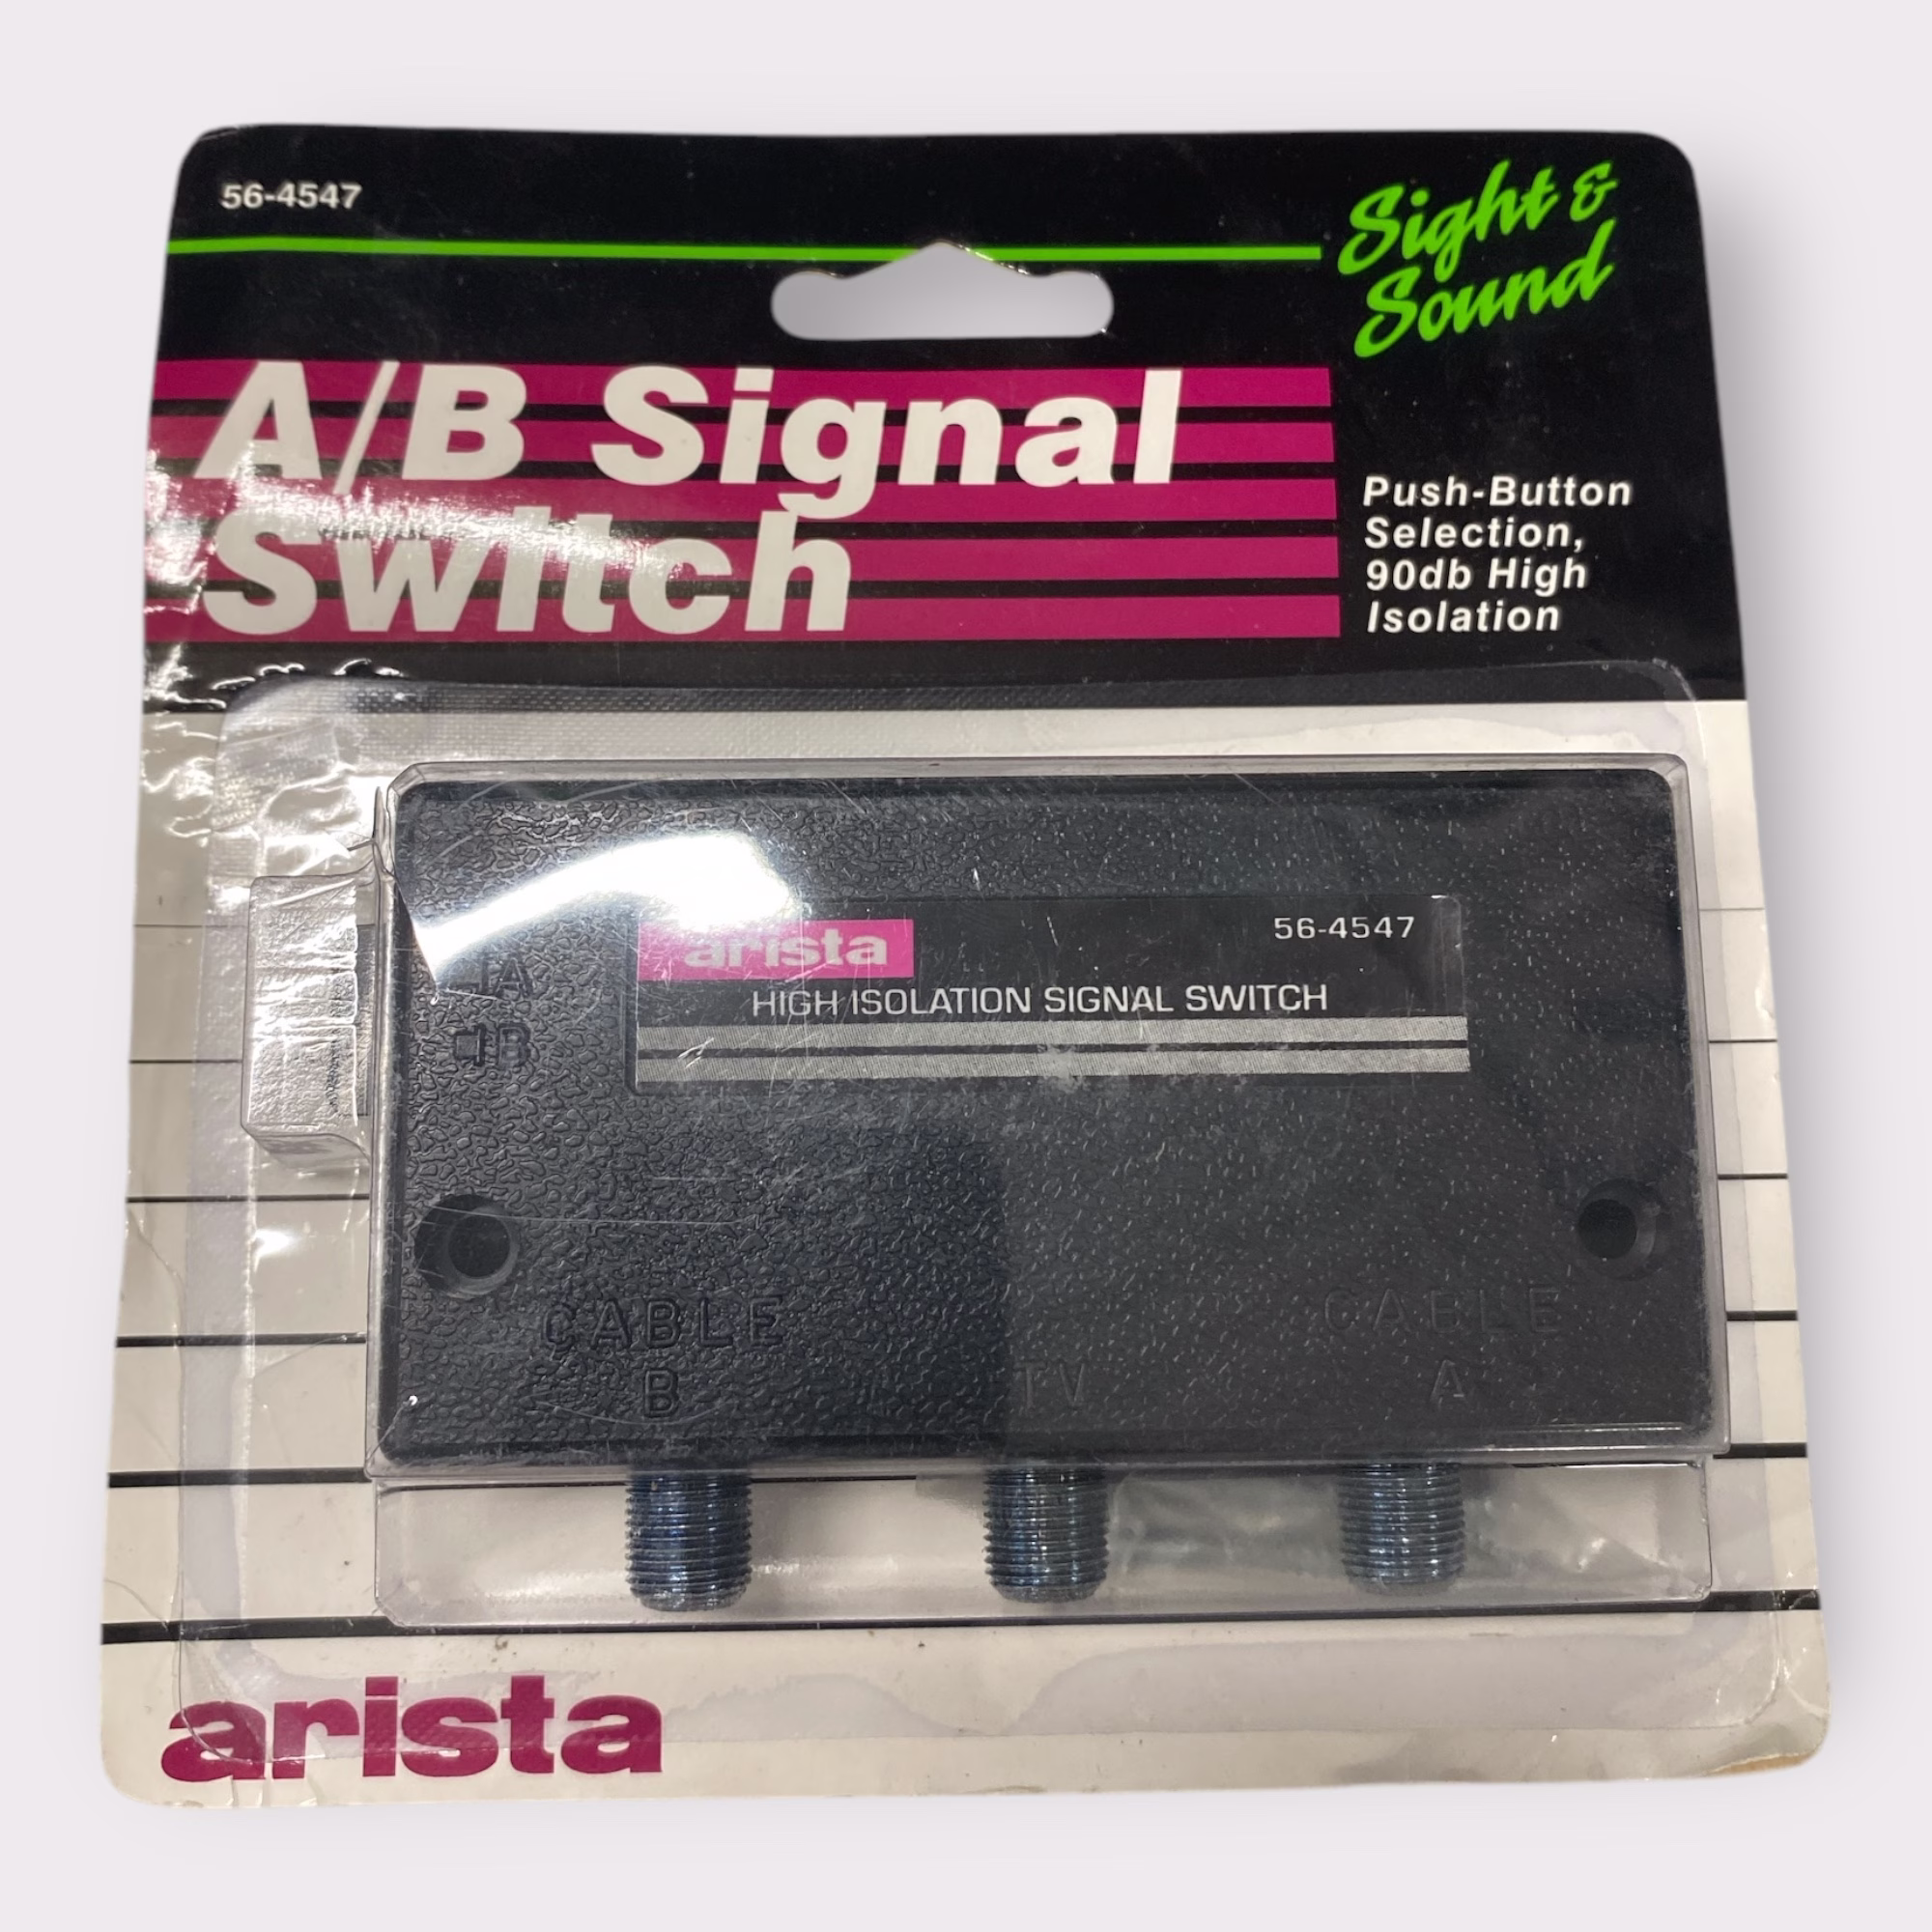 56-4547
Sight &
Sound
A/B Signal
Switch
Push-Button
Selection,
90db High
Isolation
arista
56-4547
HIGH ISOLATION SIGNAL SWITCH
A
B
CABLE
B
TV
CABLE
A
arista